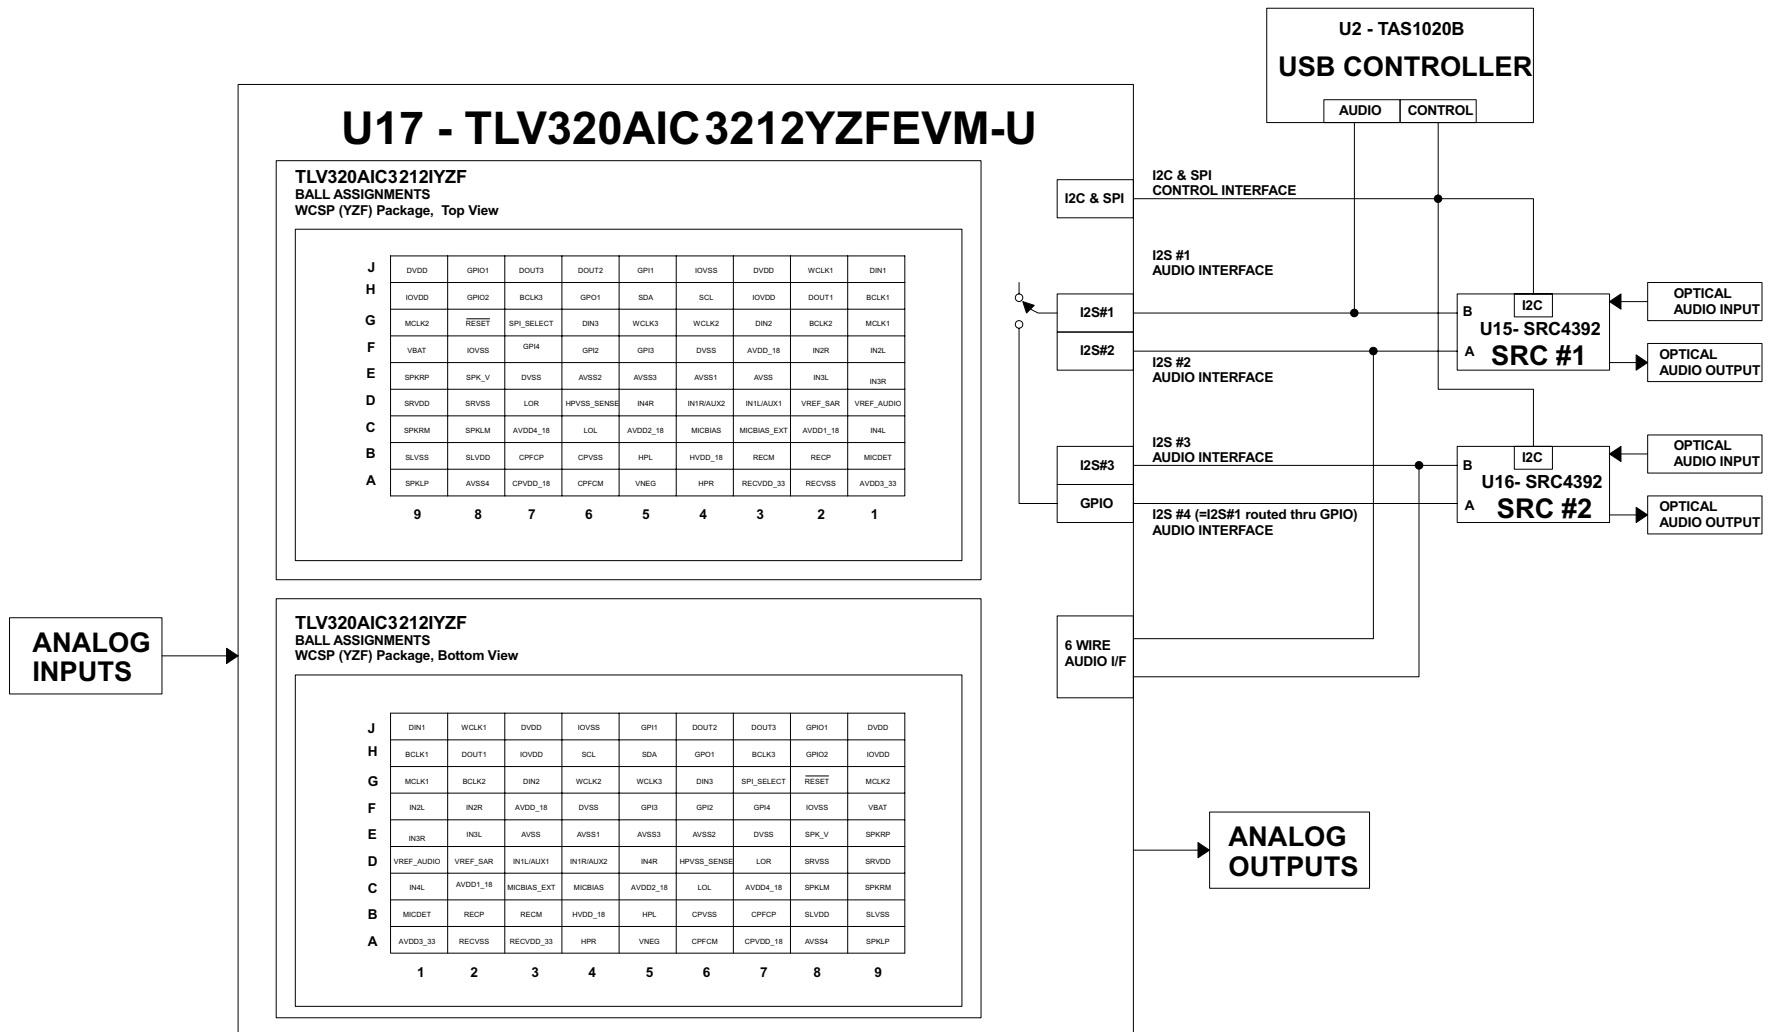 U2 - TAS1020B
USB CONTROLLER
AUDIO CONTROL
U17 - TLV320AIC3212YZFEVM-U
TLV320AIC3212IYZF
BALL ASSIGNMENTS
WCSP (YZF) Package, Top View
J DVDD GPIO1 DOUT3 DOUT2 GPI1 IOVSS DVDD WCLK1 DIN1
H IOVDD GPIO2 BCLK3 GPO1 SDA SCL IOVDD DOUT1 BCLK1
G MCLK2 RESET SPI_SELECT DIN3 WCLK3 WCLK2 DIN2 BCLK2 MCLK1
F VBAT IOVSS GPI4 GPI2 GPI3 DVSS AVDD_18 IN2R IN2L
E SPKRP SPK_V DVSS AVSS2 AVSS3 AVSS1 AVSS IN3L IN3R
D SRVDD SRVSS LOR HPVSS_SENSE IN4R IN1R/AUX2 IN1L/AUX1 VREF_SAR VREF_AUDIO
C SPKRM SPKLM AVDD4_18 LOL AVDD2_18 MICBIAS MICBIAS_EXT AVDD1_18 IN4L
B SLVSS SLVDD CPFCP CPVSS HPL HVDD_18 RECM RECP MICDET
A SPKLP AVSS4 CPVDD_18 CPFCM VNEG HPR RECVDD_33 RECVSS AVDD3_33
9 8 7 6 5 4 3 2 1
TLV320AIC3212IYZF
BALL ASSIGNMENTS
WCSP (YZF) Package, Bottom View
J DIN1 WCLK1 DVDD IOVSS GPI1 DOUT2 DOUT3 GPIO1 DVDD
H BCLK1 DOUT1 IOVDD SCL SDA GPO1 BCLK3 GPIO2 IOVDD
G MCLK1 BCLK2 DIN2 WCLK2 WCLK3 DIN3 SPI_SELECT RESET MCLK2
F IN2L IN2R AVDD_18 DVSS GPI3 GPI2 GPI4 IOVSS VBAT
E IN3R IN3L AVSS AVSS1 AVSS3 AVSS2 DVSS SPK_V SPKRP
D VREF_AUDIO VREF_SAR IN1L/AUX1 IN1R/AUX2 IN4R HPVSS_SENSE LOR SRVSS SRVDD
C IN4L AVDD1_18 MICBIAS_EXT MICBIAS AVDD2_18 LOL AVDD4_18 SPKLM SPKRM
B MICDET RECP RECM HVDD_18 HPL CPVSS CPFCP SLVDD SLVSS
A AVDD3_33 RECVSS RECVDD_33 HPR VNEG CPFCM CPVDD_18 AVSS4 SPKLP
1 2 3 4 5 6 7 8 9
ANALOG
INPUTS
I2C & SPI
I2S#1
I2S#2
I2S#3
GPIO
6 WIRE
AUDIO I/F
I2C & SPI
CONTROL INTERFACE
I2S #1
AUDIO INTERFACE
I2S #2
AUDIO INTERFACE
I2S #3
AUDIO INTERFACE
I2S #4 (=I2S#1 routed thru GPIO)
AUDIO INTERFACE
I2C
B
U15- SRC4392
A
SRC #1
OPTICAL
AUDIO INPUT
OPTICAL
AUDIO OUTPUT
I2C
B
U16- SRC4392
A
SRC #2
OPTICAL
AUDIO INPUT
OPTICAL
AUDIO OUTPUT
ANALOG
OUTPUTS